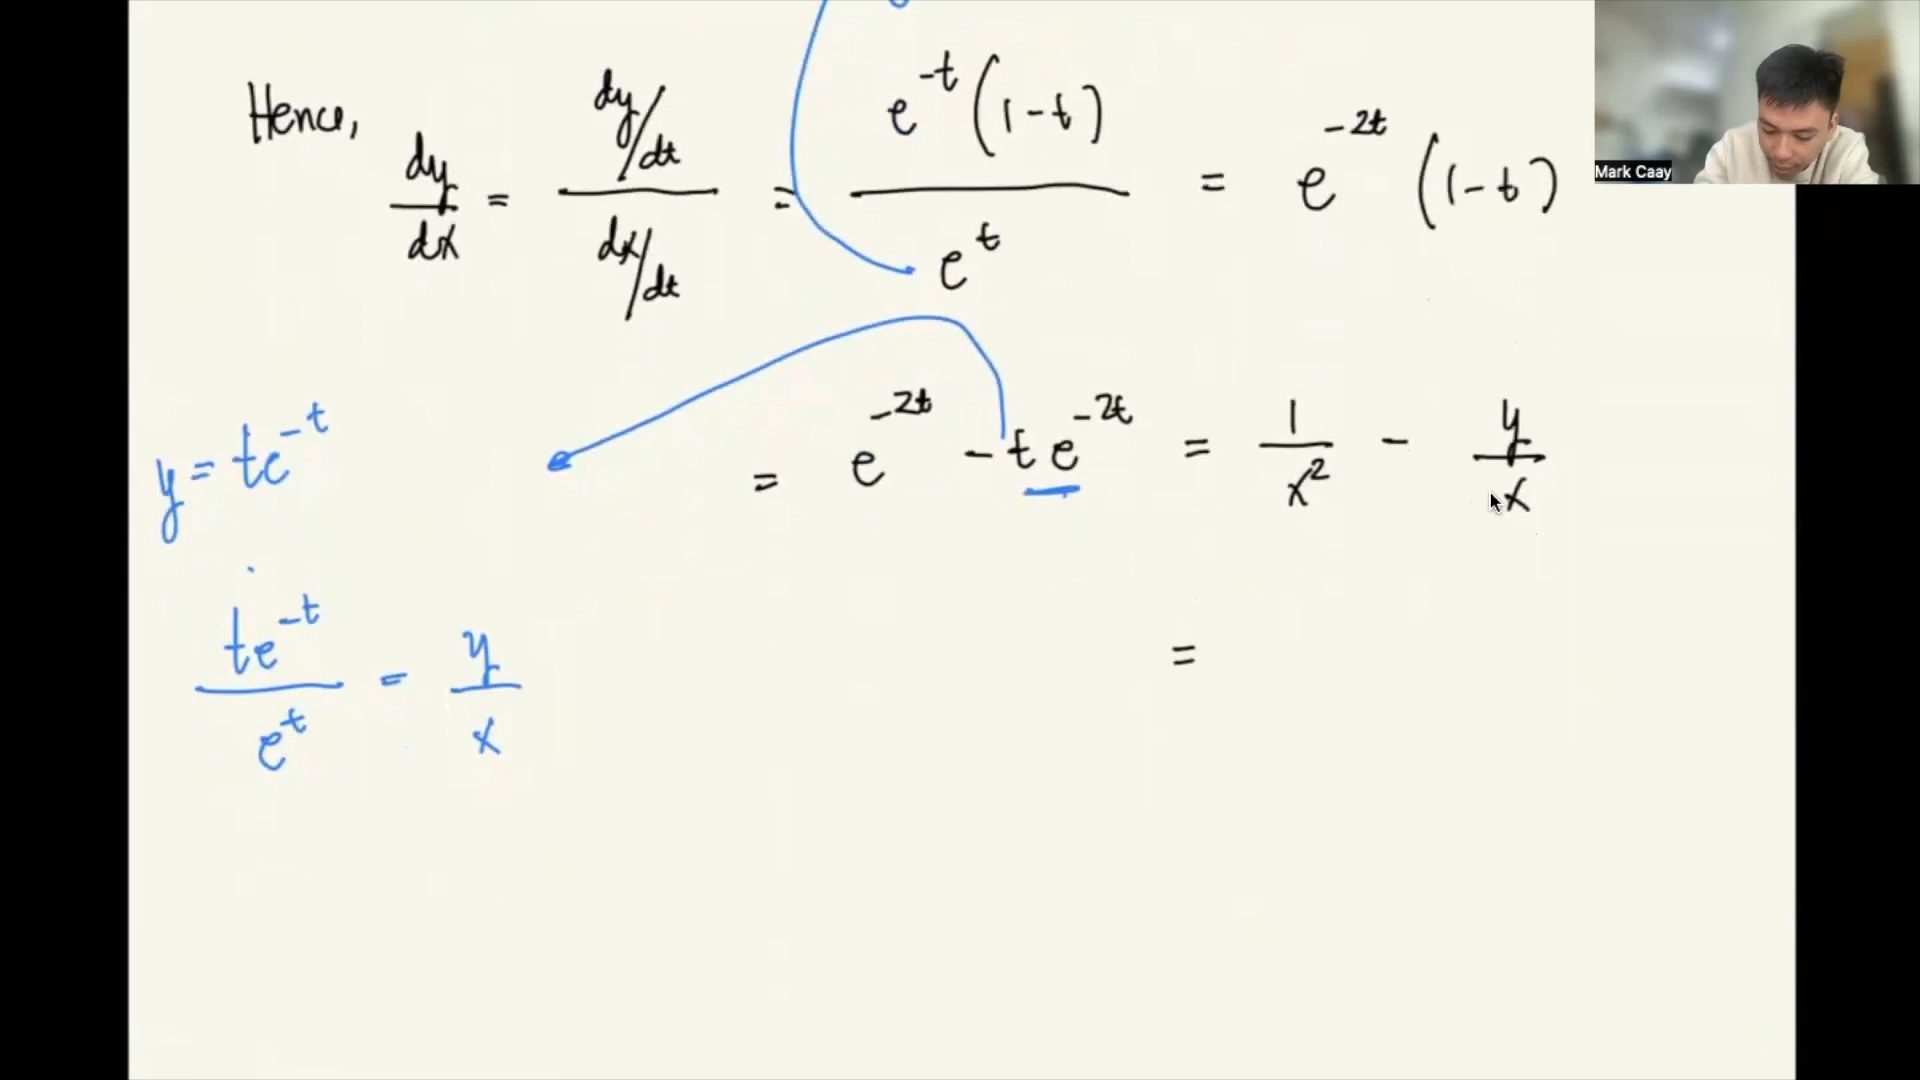 Hence, dy/dx = (dy/dt)/(dx/dt) = e^-t (1-t) / e^t = e^-2t (1-t)
Mark Caay
= e^-2t - te^-2t = 1/x^2 - y/x
y = te^-t
te^-t / e^t = y/x
=